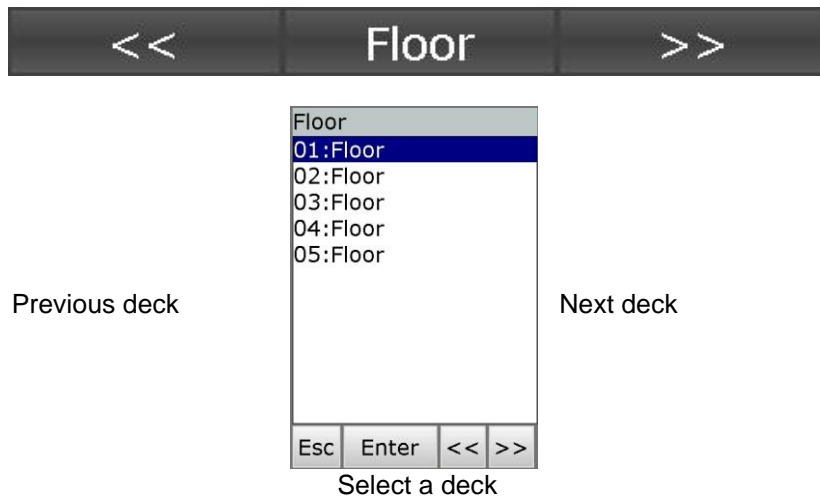 << Floor >>
Floor
01:Floor
02:Floor
03:Floor
04:Floor
05:Floor
Previous deck
Next deck
Esc Enter << >>
Select a deck